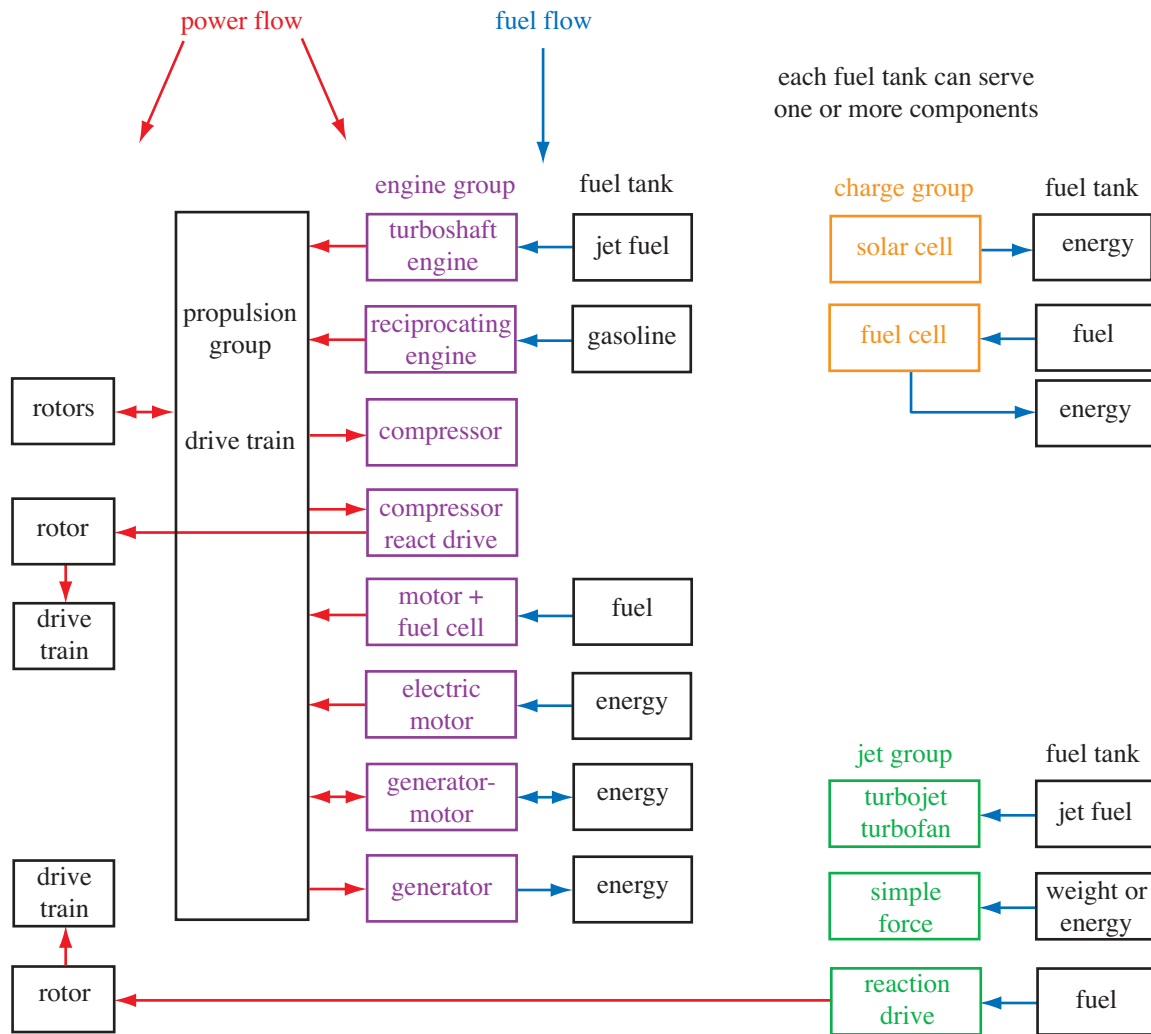 power flow
fuel flow
each fuel tank can serve
one or more components
engine group
fuel tank
turboshaft
engine
jet fuel
propulsion
group
reciprocating
engine
gasoline
rotors
drive train
compressor
rotor
compressor
react drive
drive
train
motor +
fuel cell
fuel
electric
motor
energy
generator-
motor
energy
drive
train
generator
energy
rotor
charge group
fuel tank
solar cell
energy
fuel cell
fuel
energy
jet group
fuel tank
turbojet
turbofan
jet fuel
simple
force
weight or
energy
reaction
drive
fuel